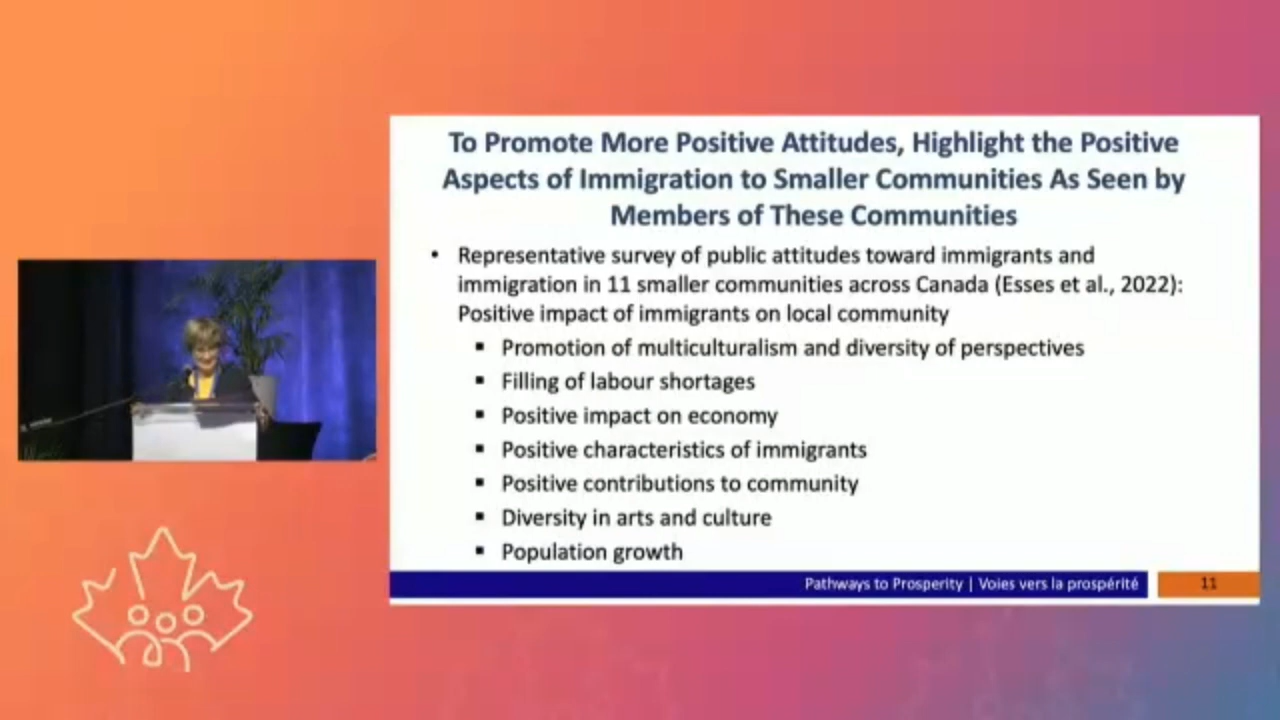 To Promote More Positive Attitudes, Highlight the Positive
Aspects of Immigration to Smaller Communities As Seen by
Members of These Communities
• Representative survey of public attitudes toward immigrants and
immigration in 11 smaller communities across Canada (Esses et al., 2022):
Positive impact of immigrants on local community
▪ Promotion of multiculturalism and diversity of perspectives
▪ Filling of labour shortages
▪ Positive impact on economy
▪ Positive characteristics of immigrants
▪ Positive contributions to community
▪ Diversity in arts and culture
▪ Population growth
Pathways to Prosperity | Voies vers la prospérité
11